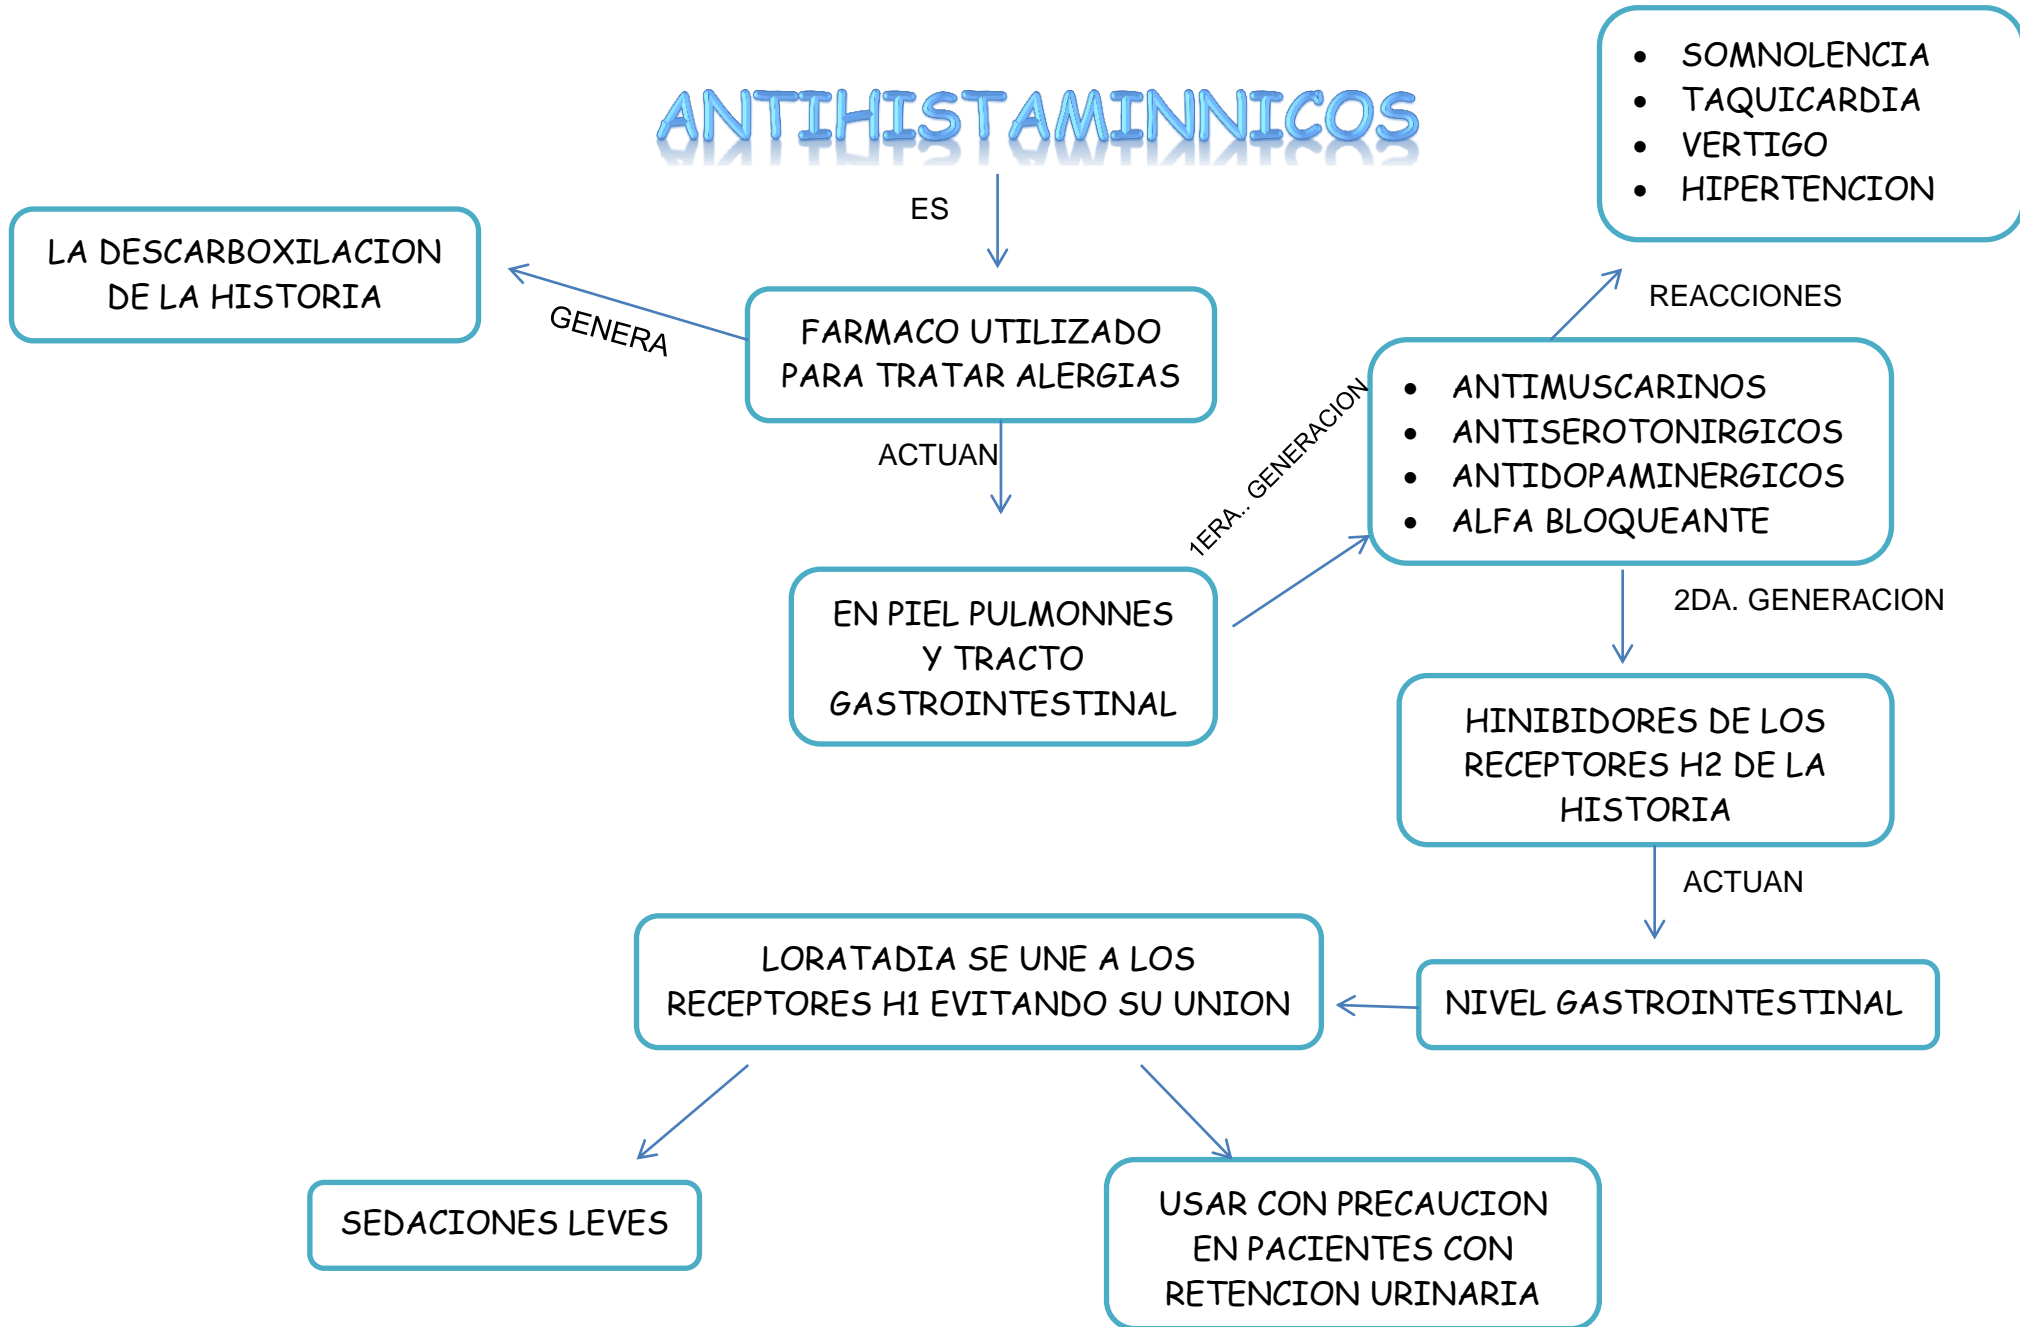 ANTIHISTAMINNICOS
ES
FARMACO UTILIZADO
PARA TRATAR ALERGIAS
GENERA
LA DESCARBOXILACION
DE LA HISTORIA
ACTUAN
EN PIEL PULMONNES
Y TRACTO
GASTROINTESTINAL
1ERA.. GENERACION
• ANTIMUSCARINOS
• ANTISEROTONIRGICOS
• ANTIDOPAMINERGICOS
• ALFA BLOQUEANTE
REACCIONES
• SOMNOLENCIA
• TAQUICARDIA
• VERTIGO
• HIPERTENCION
2DA. GENERACION
HINIBIDORES DE LOS
RECEPTORES H2 DE LA
HISTORIA
ACTUAN
NIVEL GASTROINTESTINAL
LORATADIA SE UNE A LOS
RECEPTORES H1 EVITANDO SU UNION
SEDACIONES LEVES
USAR CON PRECAUCION
EN PACIENTES CON
RETENCION URINARIA